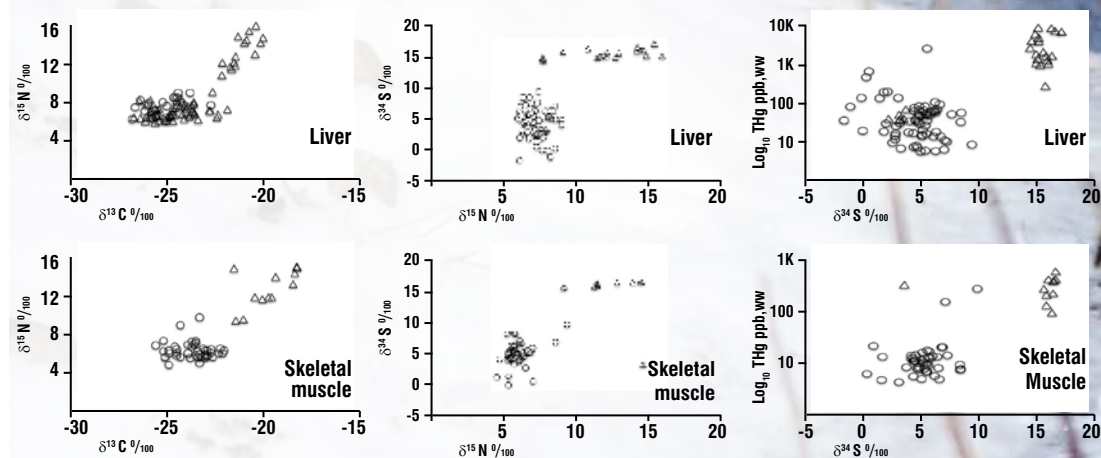 16
12
8
4
δ¹⁵ N ⁰/₁₀₀
Liver
-30 -25 -20 -15
δ¹³ C ⁰/₁₀₀
20
15
10
5
0
-5
δ³⁴ S ⁰/₁₀₀
Liver
5 10 15 20
δ¹⁵ N ⁰/₁₀₀
10K
1K
100
10
Log₁₀ THg ppb,ww
Liver
-5 0 5 10 15 20
δ³⁴ S ⁰/₁₀₀
16
12
8
4
δ¹⁵ N ⁰/₁₀₀
Skeletal
muscle
-30 -25 -20 -15
δ¹³ C ⁰/₁₀₀
20
15
10
5
0
-5
δ³⁴ S ⁰/₁₀₀
Skeletal
muscle
5 10 15 20
δ¹⁵ N ⁰/₁₀₀
1K
100
10
Log₁₀ THg ppb,ww
Skeletal
Muscle
-5 0 5 10 15 20
δ³⁴ S ⁰/₁₀₀